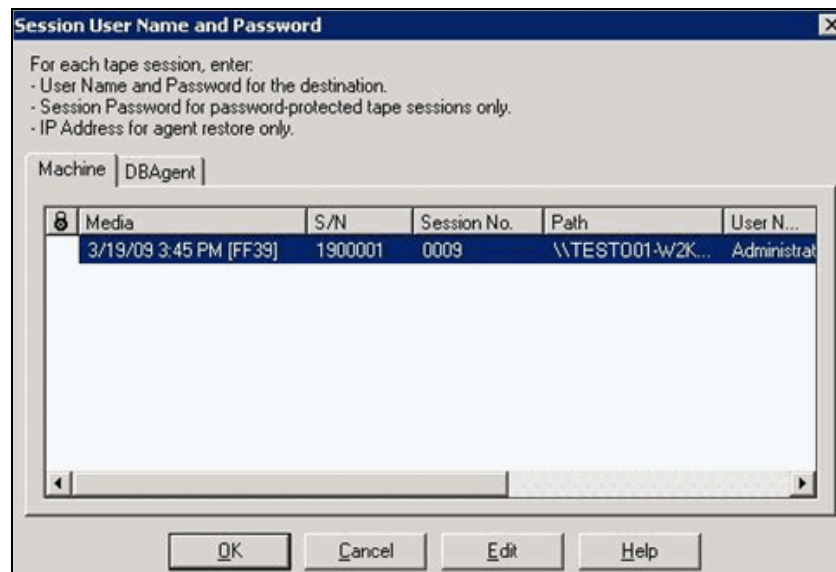 Session User Name and Password
For each tape session, enter:
- User Name and Password for the destination.
- Session Password for password-protected tape sessions only.
- IP Address for agent restore only.
Machine DBAgent
Media S/N Session No. Path User N...
3/19/09 3:45 PM [FF39] 1900001 0009 \\TEST001-W2K... Administrat
OK Cancel Edit Help